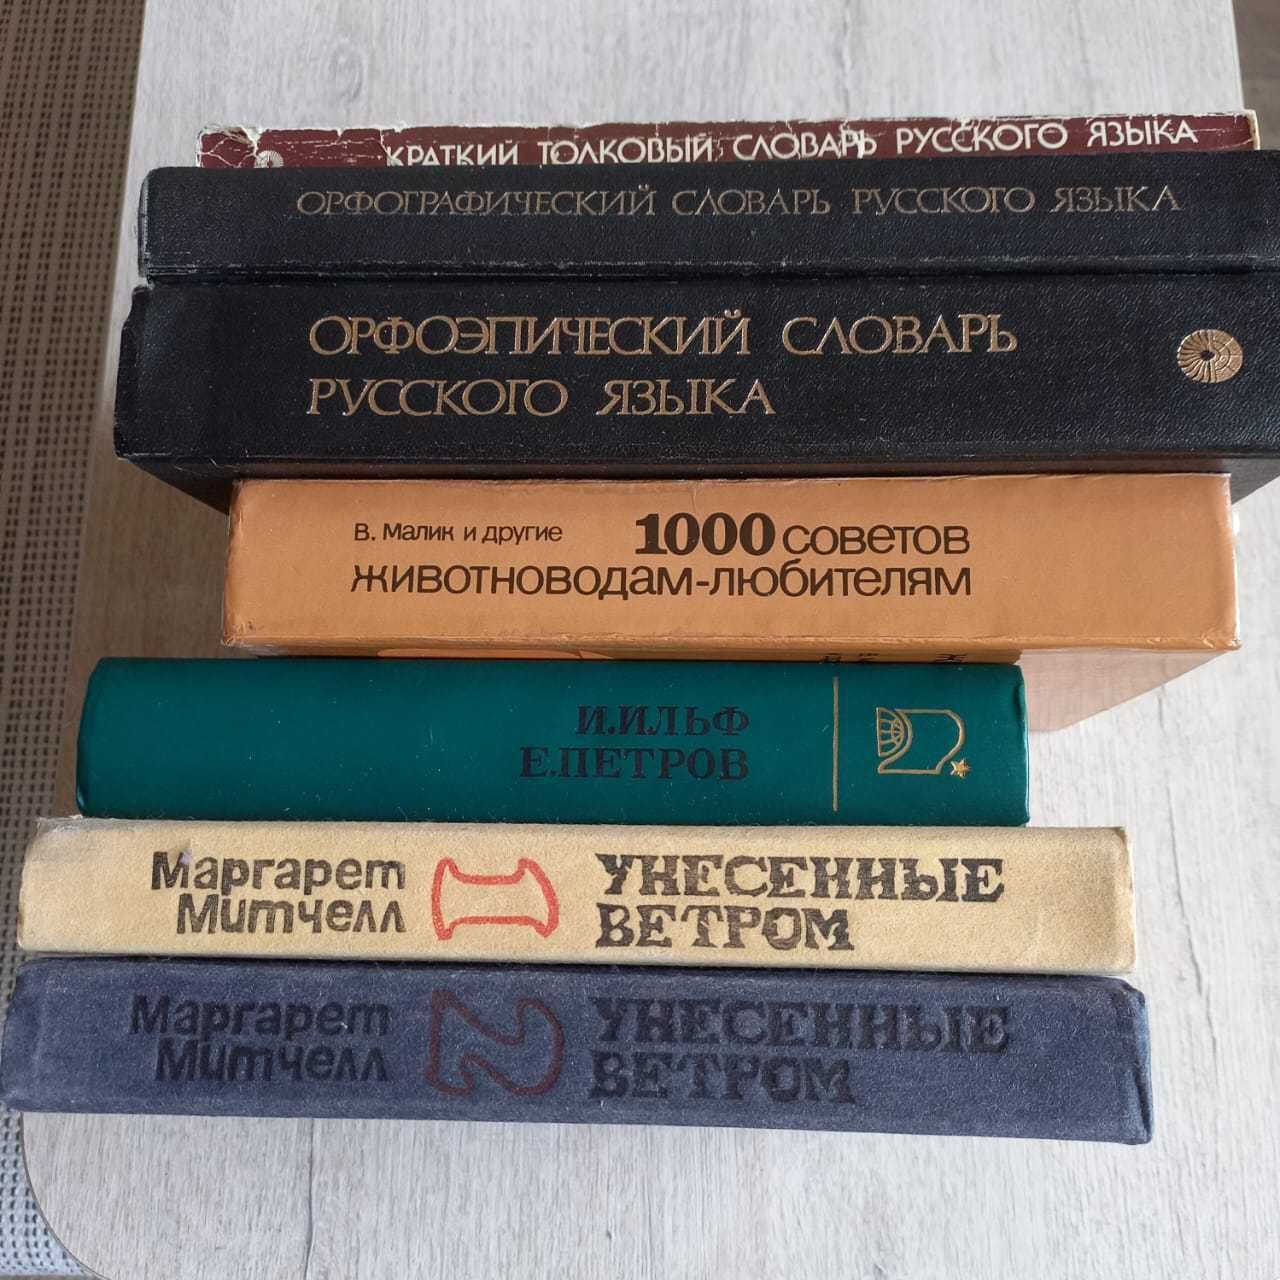 КРАТКИЙ ТОЛКОВЫЙ СЛОВАРЬ РУССКОГО ЯЗЫКА
ОРФОГРАФИЧЕСКИЙ СЛОВАРЬ РУССКОГО ЯЗЫКА
ОРФОЭПИЧЕСКИЙ СЛОВАРЬ
РУССКОГО ЯЗЫКА
В. Малик и другие 1000 советов
животноводам-любителям
И.ИЛЬФ
Е.ПЕТРОВ
Маргарет
Митчелл
1
УНЕСЕННЫЕ
ВЕТРОМ
Маргарет
Митчелл
2
УНЕСЕННЫЕ
ВЕТРОМ